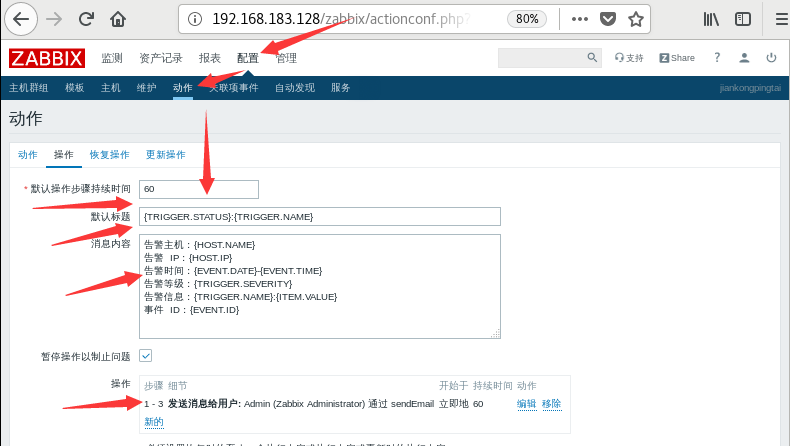 192.168.183.128/zabbix/actionconf.php?
80%
ZABBIX
监测 资产记录 报表 配置 管理
支持 Share ?
主机群组 模板 主机 维护 动作 关联项事件 自动发现 服务
jiankongpingtai
动作
动作 操作 恢复操作 更新操作
* 默认操作步骤持续时间 60
默认标题 {TRIGGER.STATUS}:{TRIGGER.NAME}
消息内容
告警主机：{HOST.NAME}
告警 IP：{HOST.IP}
告警时间：{EVENT.DATE}-{EVENT.TIME}
告警等级：{TRIGGER.SEVERITY}
告警信息：{TRIGGER.NAME}:{ITEM.VALUE}
事件 ID：{EVENT.ID}
暂停操作以制止问题
操作 步骤 细节 开始于 持续时间 动作
1 - 3 发送消息给用户: Admin (Zabbix Administrator) 通过 sendEmail 立即地 60 编辑 移除
新的